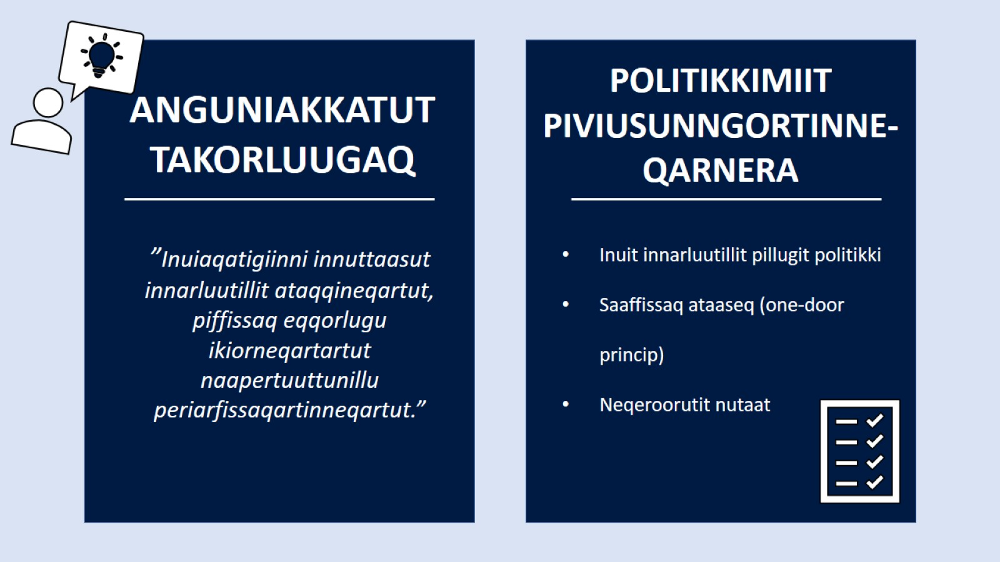 ANGUNIAKKATUT
TAKORLUUGAQ
”Inuiaqatigiinni innuttaasut
innarluutillit ataqqineqartut,
piffissaq eqqorlugu
ikiorneqartartut
naapertuuttunillu
periarfissaqartinneqartut.”
POLITIKKIMIIT
PIVIUSUNNGORTINNE-
QARNERA
• Inuit innarluutillit pillugit politikki
• Saaffissaq ataaseq (one-door
princip)
• Neqeroorutit nutaat